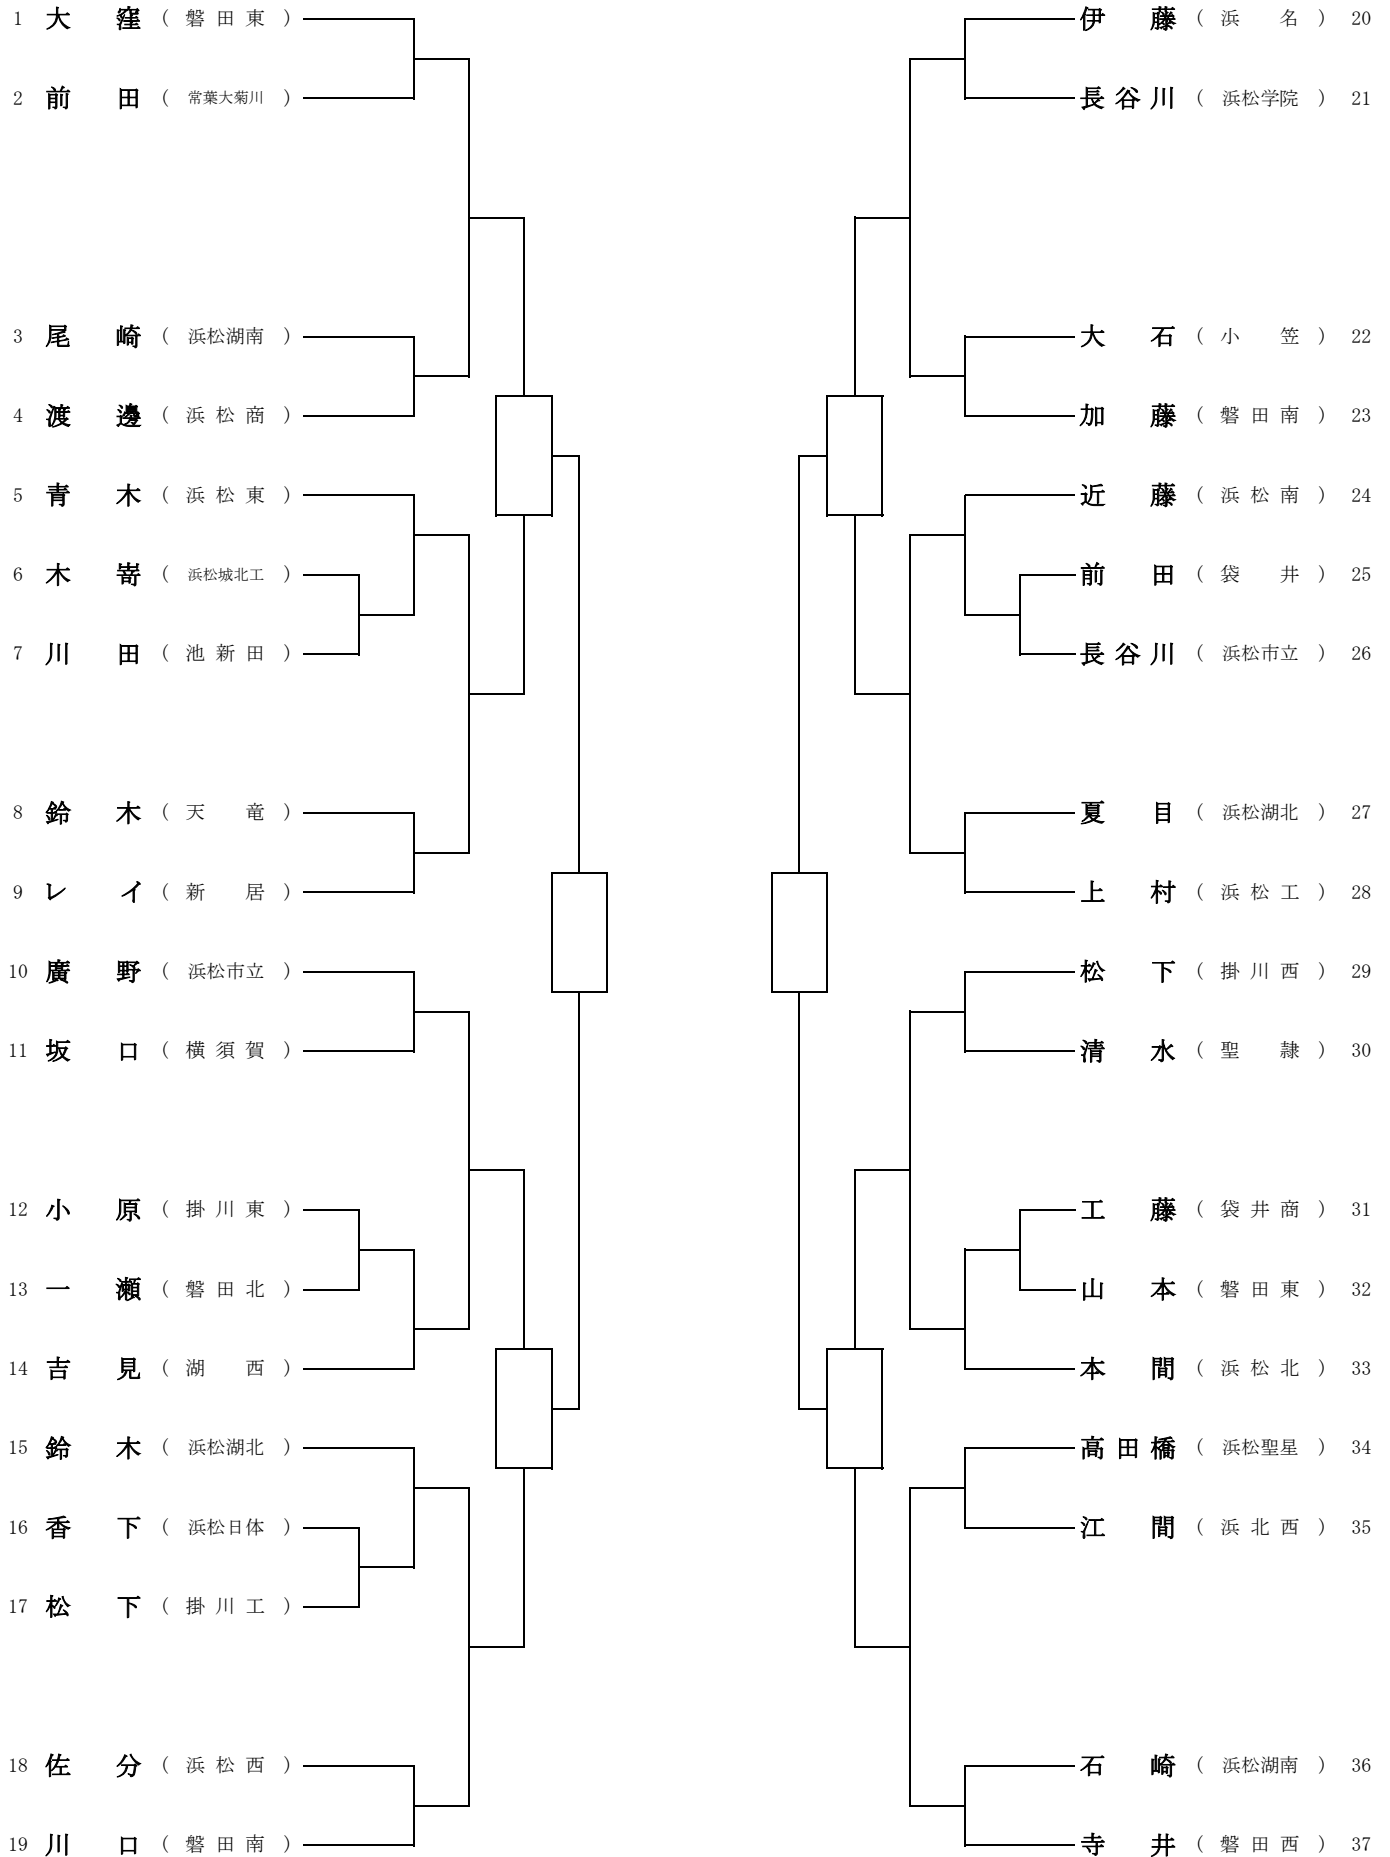 1 大窪 （ 磐田東 ）
2 前田 （ 常葉大菊川 ）
3 尾崎 （ 浜松湖南 ）
4 渡邊 （ 浜松商 ）
5 青木 （ 浜松東 ）
6 木嵜 （ 浜松城北工 ）
7 川田 （ 池新田 ）
8 鈴木 （ 天竜 ）
9 レイ （ 新居 ）
10 廣野 （ 浜松市立 ）
11 坂口 （ 横須賀 ）
12 小原 （ 掛川東 ）
13 一瀬 （ 磐田北 ）
14 吉見 （ 湖西 ）
15 鈴木 （ 浜松湖北 ）
16 香下 （ 浜松日体 ）
17 松下 （ 掛川工 ）
18 佐分 （ 浜松西 ）
19 川口 （ 磐田南 ）
伊藤 （ 浜名 ） 20
長谷川 （ 浜松学院 ） 21
大石 （ 小笠 ） 22
加藤 （ 磐田南 ） 23
近藤 （ 浜松南 ） 24
前田 （ 袋井 ） 25
長谷川 （ 浜松市立 ） 26
夏目 （ 浜松湖北 ） 27
上村 （ 浜松工 ） 28
松下 （ 掛川西 ） 29
清水 （ 聖隷 ） 30
工藤 （ 袋井商 ） 31
山本 （ 磐田東 ） 32
本間 （ 浜松北 ） 33
高田橋 （ 浜松聖星 ） 34
江間 （ 浜北西 ） 35
石崎 （ 浜松湖南 ） 36
寺井 （ 磐田西 ） 37